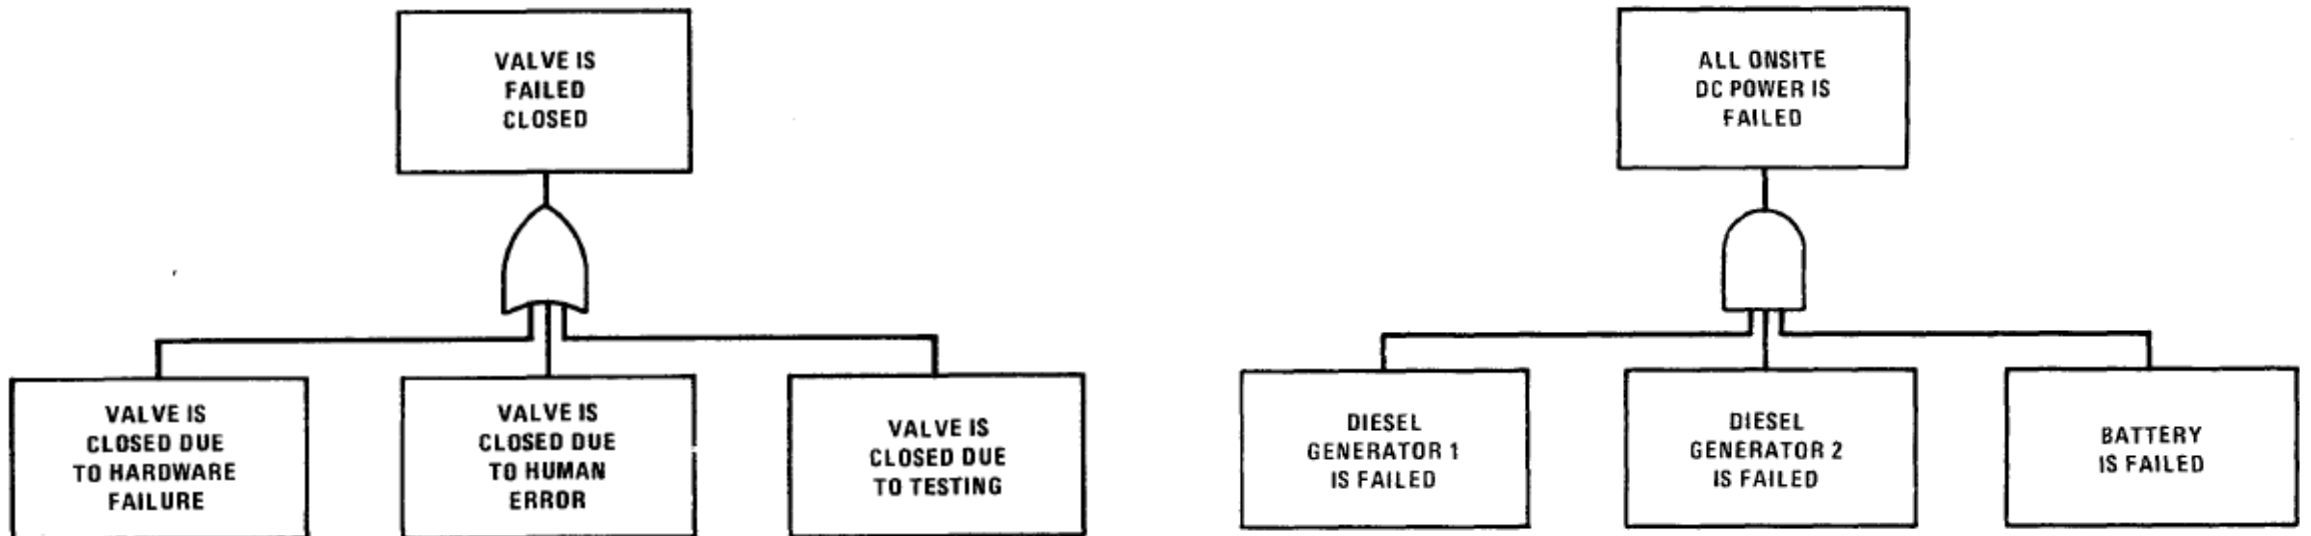 VALVE IS
FAILED
CLOSED
ALL ONSITE
DC POWER IS
FAILED
VALVE IS
CLOSED DUE
TO HARDWARE
FAILURE
VALVE IS
CLOSED DUE
TO HUMAN
ERROR
VALVE IS
CLOSED DUE
TO TESTING
DIESEL
GENERATOR 1
IS FAILED
DIESEL
GENERATOR 2
IS FAILED
BATTERY
IS FAILED